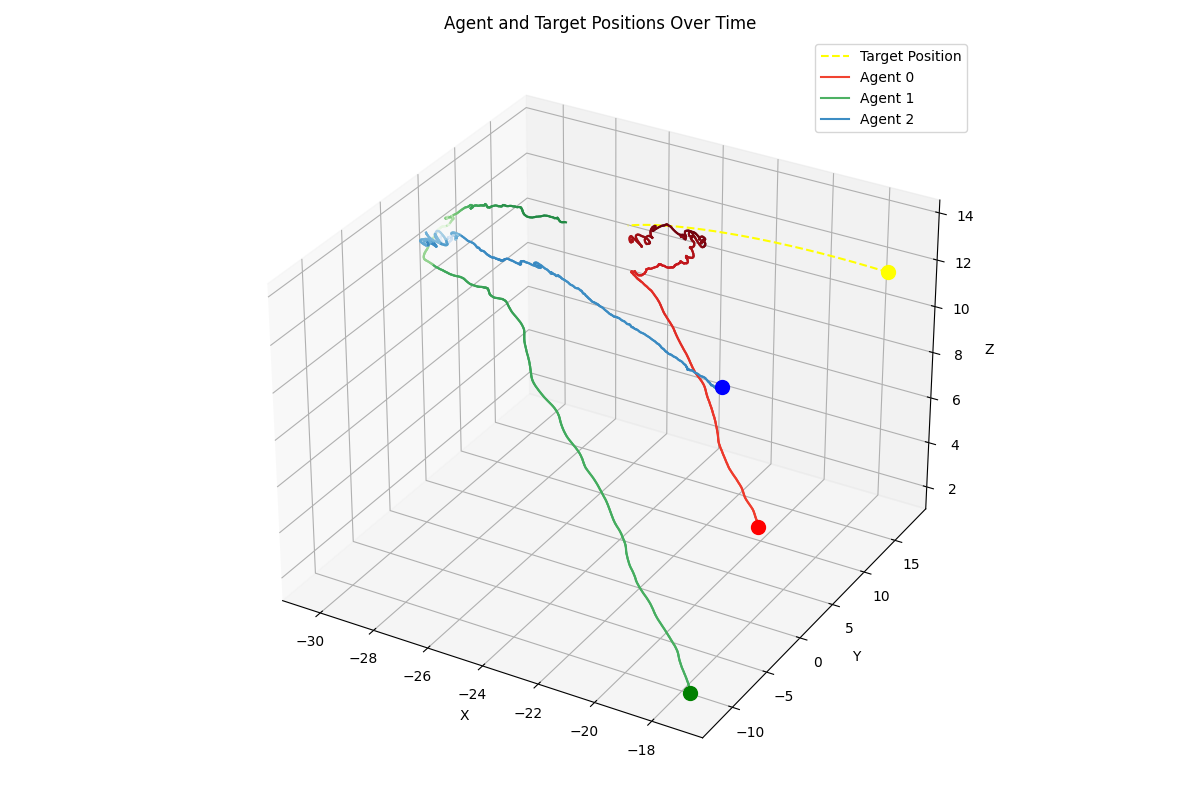 Agent and Target Positions Over Time
Target Position
Agent 0
Agent 1
Agent 2
14
12
Z
10
8
6
4
2
15
10
5
Y
0
−5
−10
−30
−28
−26
−24
X
−22
−20
−18